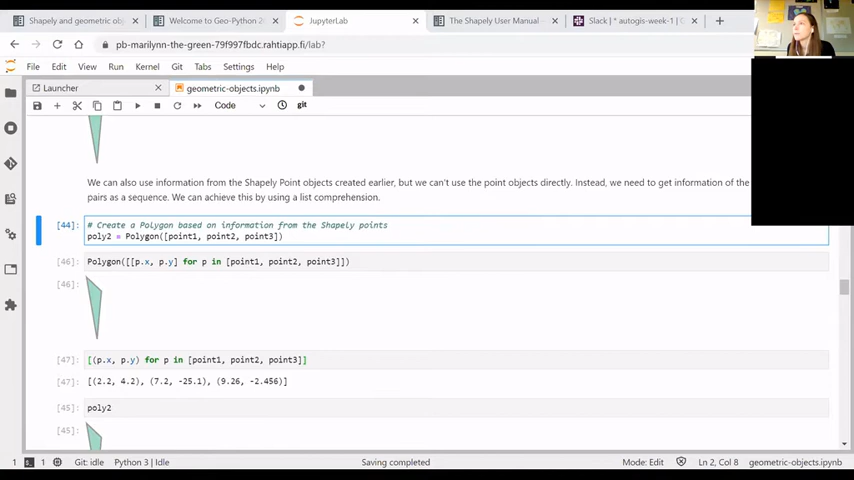 Shapely and geometric obj
Welcome to Geo-Python 20
JupyterLab
The Shapely User Manual
Slack | * autogis-week-1 | C
pb-marilynn-the-green-79f997fbdc.rahtiapp.fi/lab?
File Edit View Run Kernel Git Tabs Settings Help
Launcher
geometric-objects.ipynb
Code
git
We can also use information from the Shapely Point objects created earlier, but we can't use the point objects directly. Instead, we need to get information of the
pairs as a sequence. We can achieve this by using a list comprehension.
[44]: # Create a Polygon based on information from the Shapely points
poly2 = Polygon([point1, point2, point3])
[46]: Polygon([[p.x, p.y] for p in [point1, point2, point3]])
[46]:
[47]: [(p.x, p.y) for p in [point1, point2, point3]]
[47]: [(2.2, 4.2), (7.2, -25.1), (9.26, -2.456)]
[45]: poly2
[45]:
1 1 Git: idle Python 3 | Idle Saving completed Mode: Edit Ln 2, Col 8 geometric-objects.ipynb